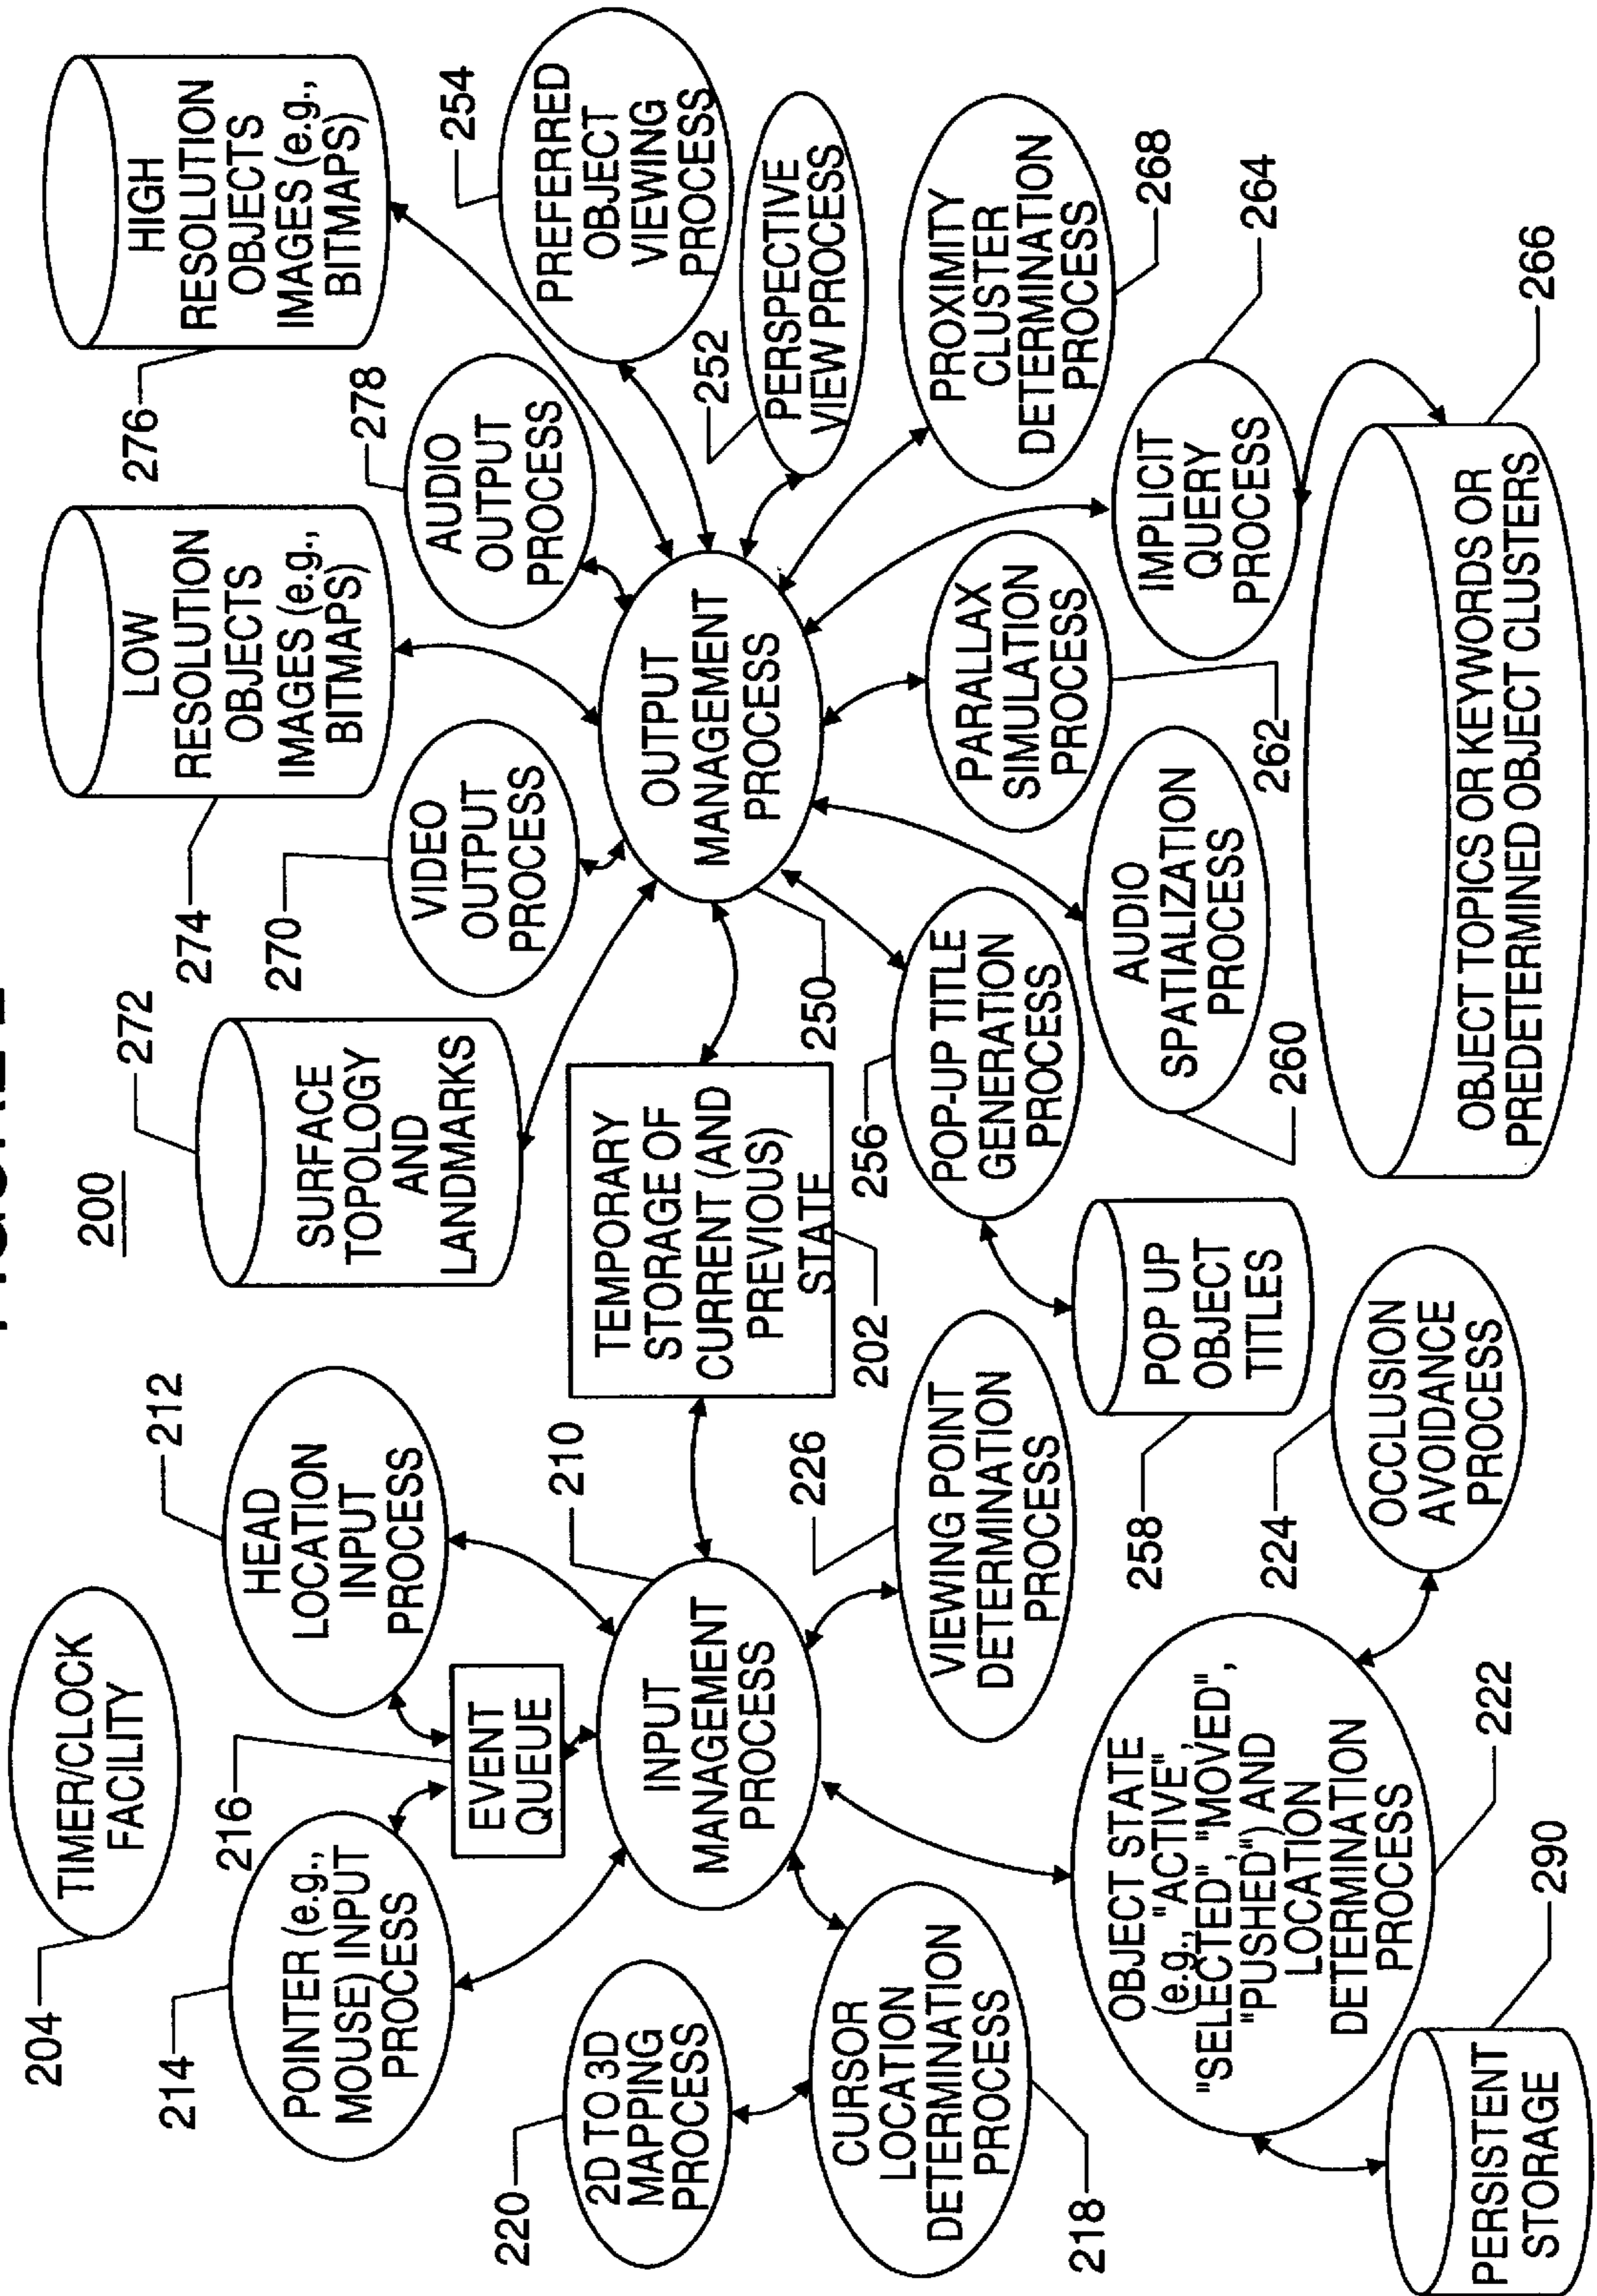 200
204
TIMER/CLOCK
FACILITY
214
POINTER (e.g.,
MOUSE) INPUT
PROCESS
216
EVENT
QUEUE
212
HEAD
LOCATION
INPUT
PROCESS
272
SURFACE
TOPOLOGY
AND
LANDMARKS
274
LOW
RESOLUTION
OBJECTS
IMAGES (e.g.,
BITMAPS)
276
HIGH
RESOLUTION
OBJECTS
IMAGES (e.g.,
BITMAPS)
270
VIDEO
OUTPUT
PROCESS
278
AUDIO
OUTPUT
PROCESS
254
PREFERRED
OBJECT
VIEWING
PROCESS
220
2D TO 3D
MAPPING
PROCESS
210
INPUT
MANAGEMENT
PROCESS
TEMPORARY
STORAGE OF
CURRENT (AND
PREVIOUS)
STATE
202
OUTPUT
MANAGEMENT
PROCESS
250
252
PERSPECTIVE
VIEW PROCESS
CURSOR
LOCATION
DETERMINATION
PROCESS
218
226
VIEWING POINT
DETERMINATION
PROCESS
256
POP-UP TITLE
GENERATION
PROCESS
PARALLAX
SIMULATION
PROCESS
262
PROXIMITY
CLUSTER
DETERMINATION
PROCESS
268
OBJECT STATE
(e.g., "ACTIVE",
"SELECTED","MOVED",
"PUSHED") AND
LOCATION
DETERMINATION
PROCESS
222
258
POP UP
OBJECT
TITLES
AUDIO
SPATIALIZATION
PROCESS
260
IMPLICIT
QUERY
PROCESS
264
224
OCCLUSION
AVOIDANCE
PROCESS
290
PERSISTENT
STORAGE
266
OBJECT TOPICS OR KEYWORDS OR
PREDETERMINED OBJECT CLUSTERS